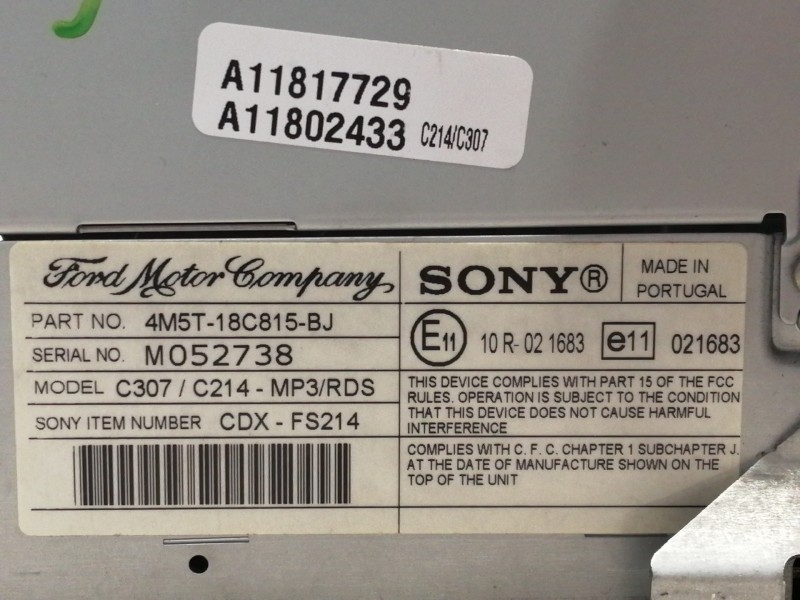 A11817729
A11802433 C214/C307
Ford Motor Company
SONY® MADE IN
PORTUGAL
PART NO. 4M5T-18C815-BJ
SERIAL NO. M052738
MODEL C307 / C214 - MP3/RDS
SONY ITEM NUMBER CDX - FS214
E11 10 R- 02 1683 e11 021683
THIS DEVICE COMPLIES WITH PART 15 OF THE FCC
RULES. OPERATION IS SUBJECT TO THE CONDITION
THAT THIS DEVICE DOES NOT CAUSE HARMFUL
INTERFERENCE
COMPLIES WITH C. F. C. CHAPTER 1 SUBCHAPTER J.
AT THE DATE OF MANUFACTURE SHOWN ON THE
TOP OF THE UNIT